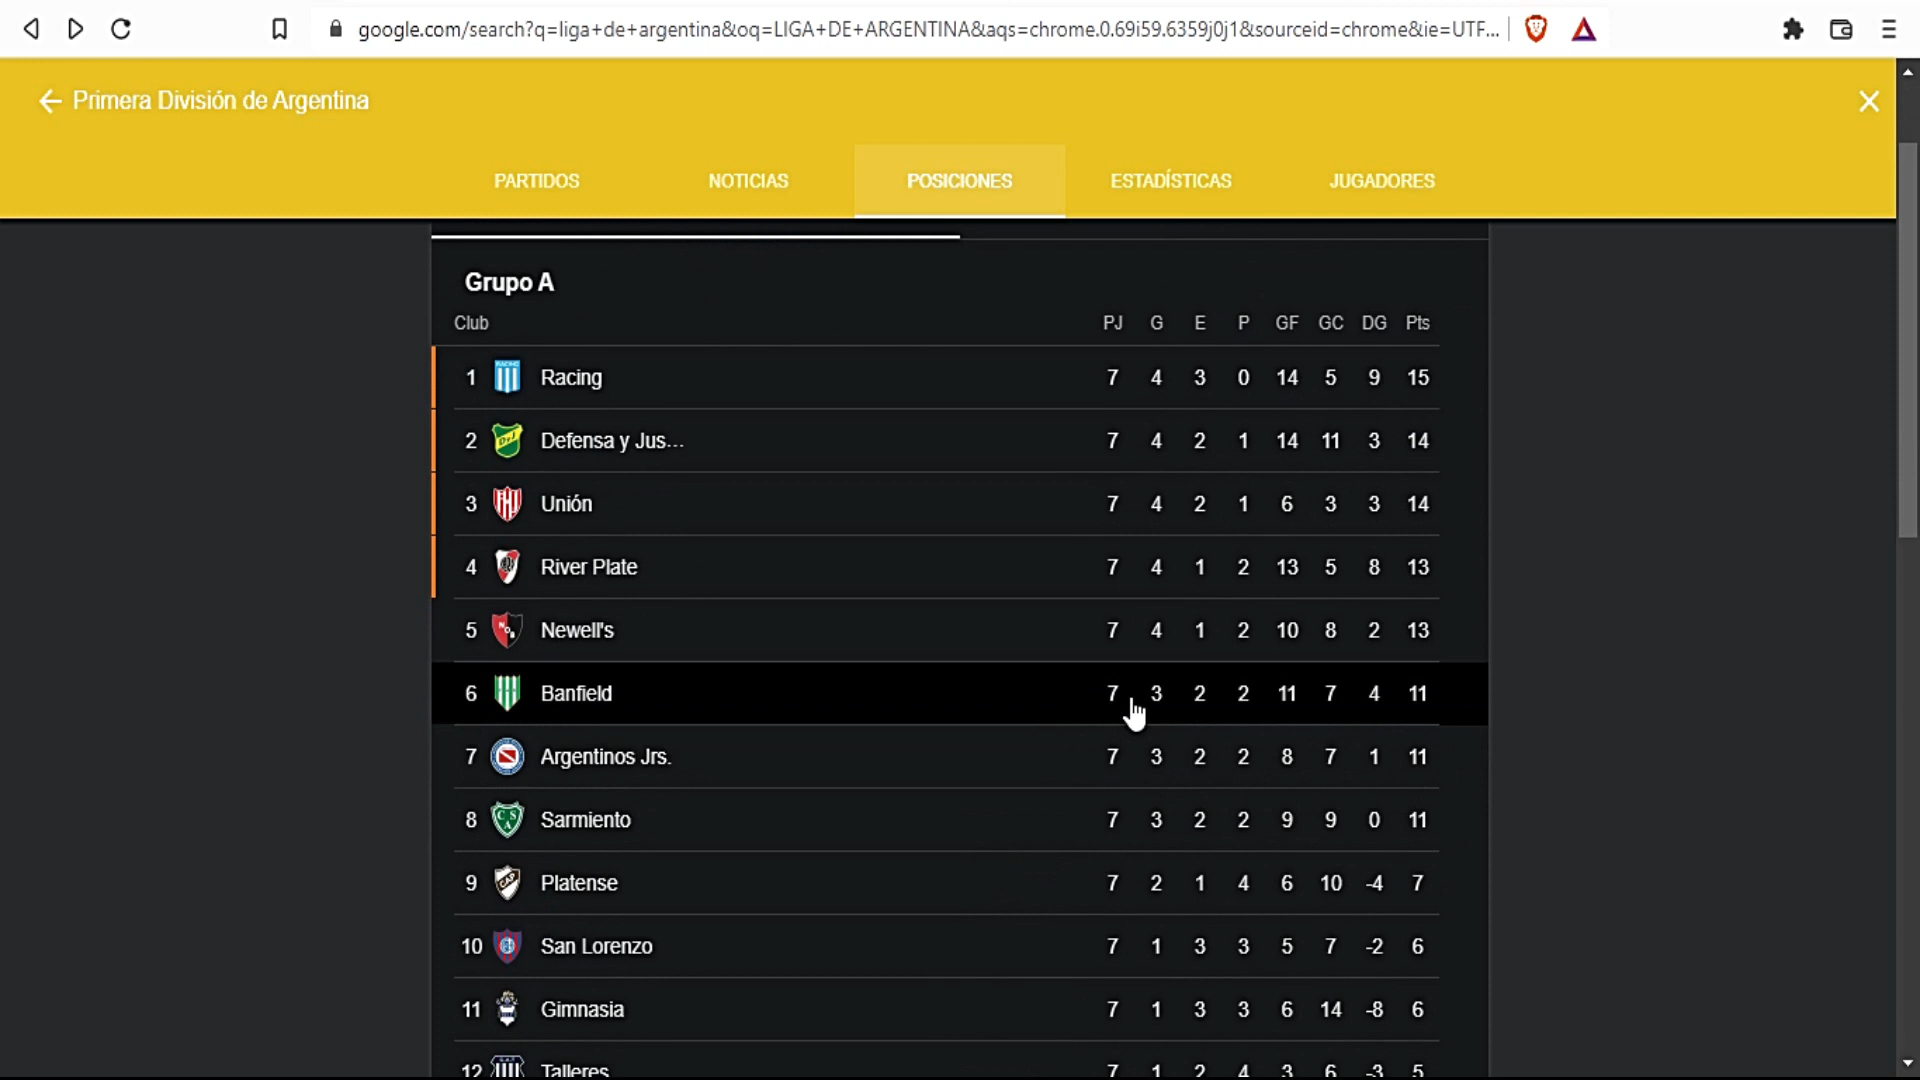 google.com/search?q=liga+de+argentina&oq=LIGA+DE+ARGENTINA&aqs=chrome.0.69i59.6359j0j1&sourceid=chrome&ie=UTF...
Primera División de Argentina
PARTIDOS NOTICIAS POSICIONES ESTADÍSTICAS JUGADORES
Grupo A
Club PJ G E P GF GC DG Pts
1 Racing 7 4 3 0 14 5 9 15
2 Defensa y Jus... 7 4 2 1 14 11 3 14
3 Unión 7 4 2 1 6 3 3 14
4 River Plate 7 4 1 2 13 5 8 13
5 Newell's 7 4 1 2 10 8 2 13
6 Banfield 7 3 2 2 11 7 4 11
7 Argentinos Jrs. 7 3 2 2 8 7 1 11
8 Sarmiento 7 3 2 2 9 9 0 11
9 Platense 7 2 1 4 6 10 -4 7
10 San Lorenzo 7 1 3 3 5 7 -2 6
11 Gimnasia 7 1 3 3 6 14 -8 6
12 Talleres 7 1 2 4 3 6 -3 5